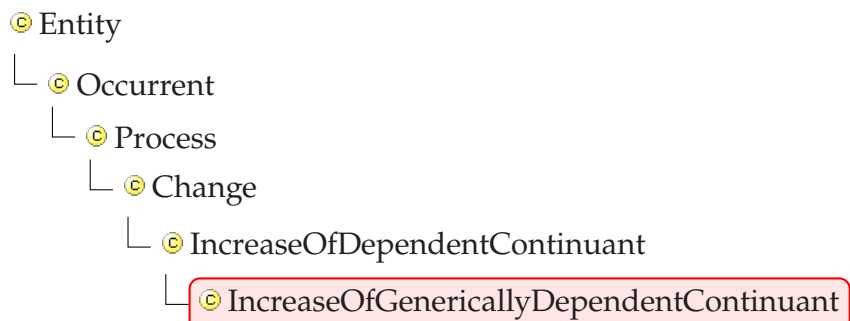 © Entity
© Occurrent
© Process
© Change
© IncreaseOfDependentContinuant
© IncreaseOfGenericallyDependentContinuant